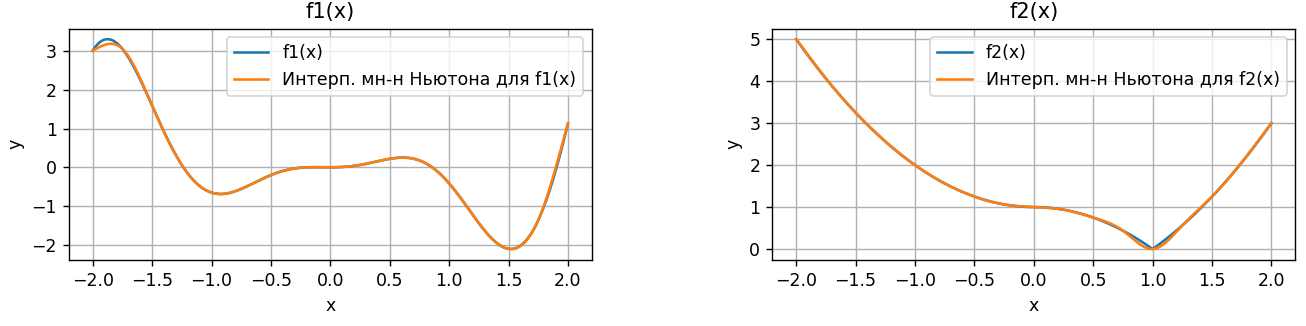 f1(x)
f1(x)
Интерп. мн-н Ньютона для f1(x)
3
2
1
0
−1
−2
y
−2.0 −1.5 −1.0 −0.5 0.0 0.5 1.0 1.5 2.0
x
f2(x)
f2(x)
Интерп. мн-н Ньютона для f2(x)
5
4
3
2
1
0
y
−2.0 −1.5 −1.0 −0.5 0.0 0.5 1.0 1.5 2.0
x